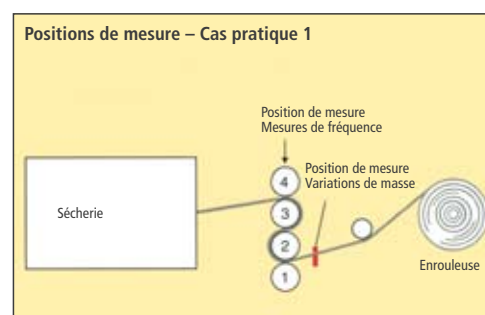 Positions de mesure – Cas pratique 1
Position de mesure
Mesures de fréquence
Position de mesure
Variations de masse
4
Sécherie
3
2
Enrouleuse
1